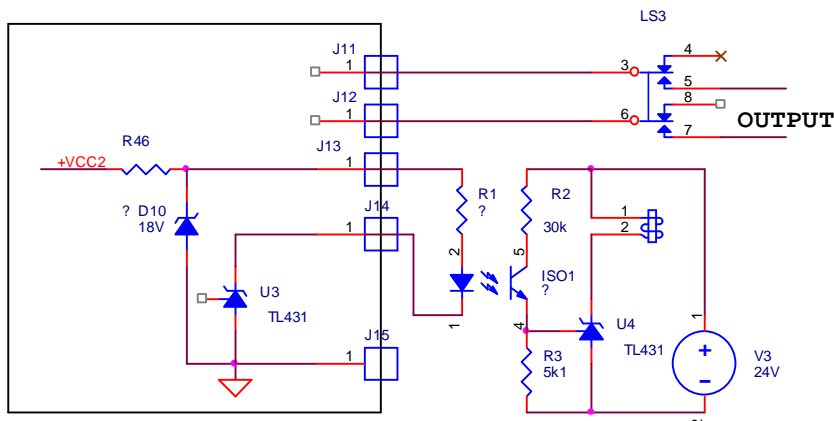 LS3
J11
1
3
4
5
J12
1
6
8
7
OUTPUT
R46
J13
+VCC2
1
R1
?
R2
30k
1
2
? D10
18V
J14
1
2
5
ISO1
?
U3
TL431
1
4
U4
TL431
1
J15
1
R3
5k1
V3
24V